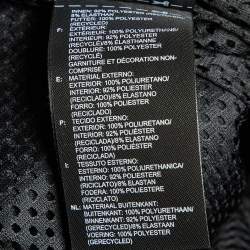 INNEN: 92% POLYESTER (RECYCELT)/
8% ELASTHAN
FUTTER: 100% POLYESTER
F: EXTÉRIEUR:
EXTÉRIEUR: 100% POLYURÉTHANE/
INTÉRIEUR: 92% POLYESTER
(RECYCLÉ)/8% ÉLASTHANNE
DOUBLURE: 100% POLYESTER
(RECYCLÉ)
GARNITURE ET DÉCORATION NON-
COMPRISE
E: MATERIAL EXTERNO:
EXTERIOR: 100% POLIURETANO/
INTERIOR: 92% POLIÉSTER
(RECICLADO)/8% ELASTANO
FORRO: 100% POLIÉSTER
(RECICLADO)
P: TECIDO EXTERNO:
EXTERIOR: 100% POLIURETANO/
INTERIOR: 92% POLIÉSTER
(RECICLADO)/8% ELASTANO
FORRO: 100% POLIÉSTER
(RECICLADO)
I: TESSUTO ESTERNO:
ESTERNO: 100% POLIURETHANICA/
INTERNO: 92% POLIESTERE
(RICICLATO)/8% ELASTAN
FODERA: 100% POLIESTERE
(RICICLATO)
NL: MATERIAAL BUITENKANT:
BUITENKANT: 100% POLYURETHAAN/
BINNENKANT: 92% POLYESTER
(GERECYCLED)/8% ELASTAAN
VOERING: 100% POLYESTER